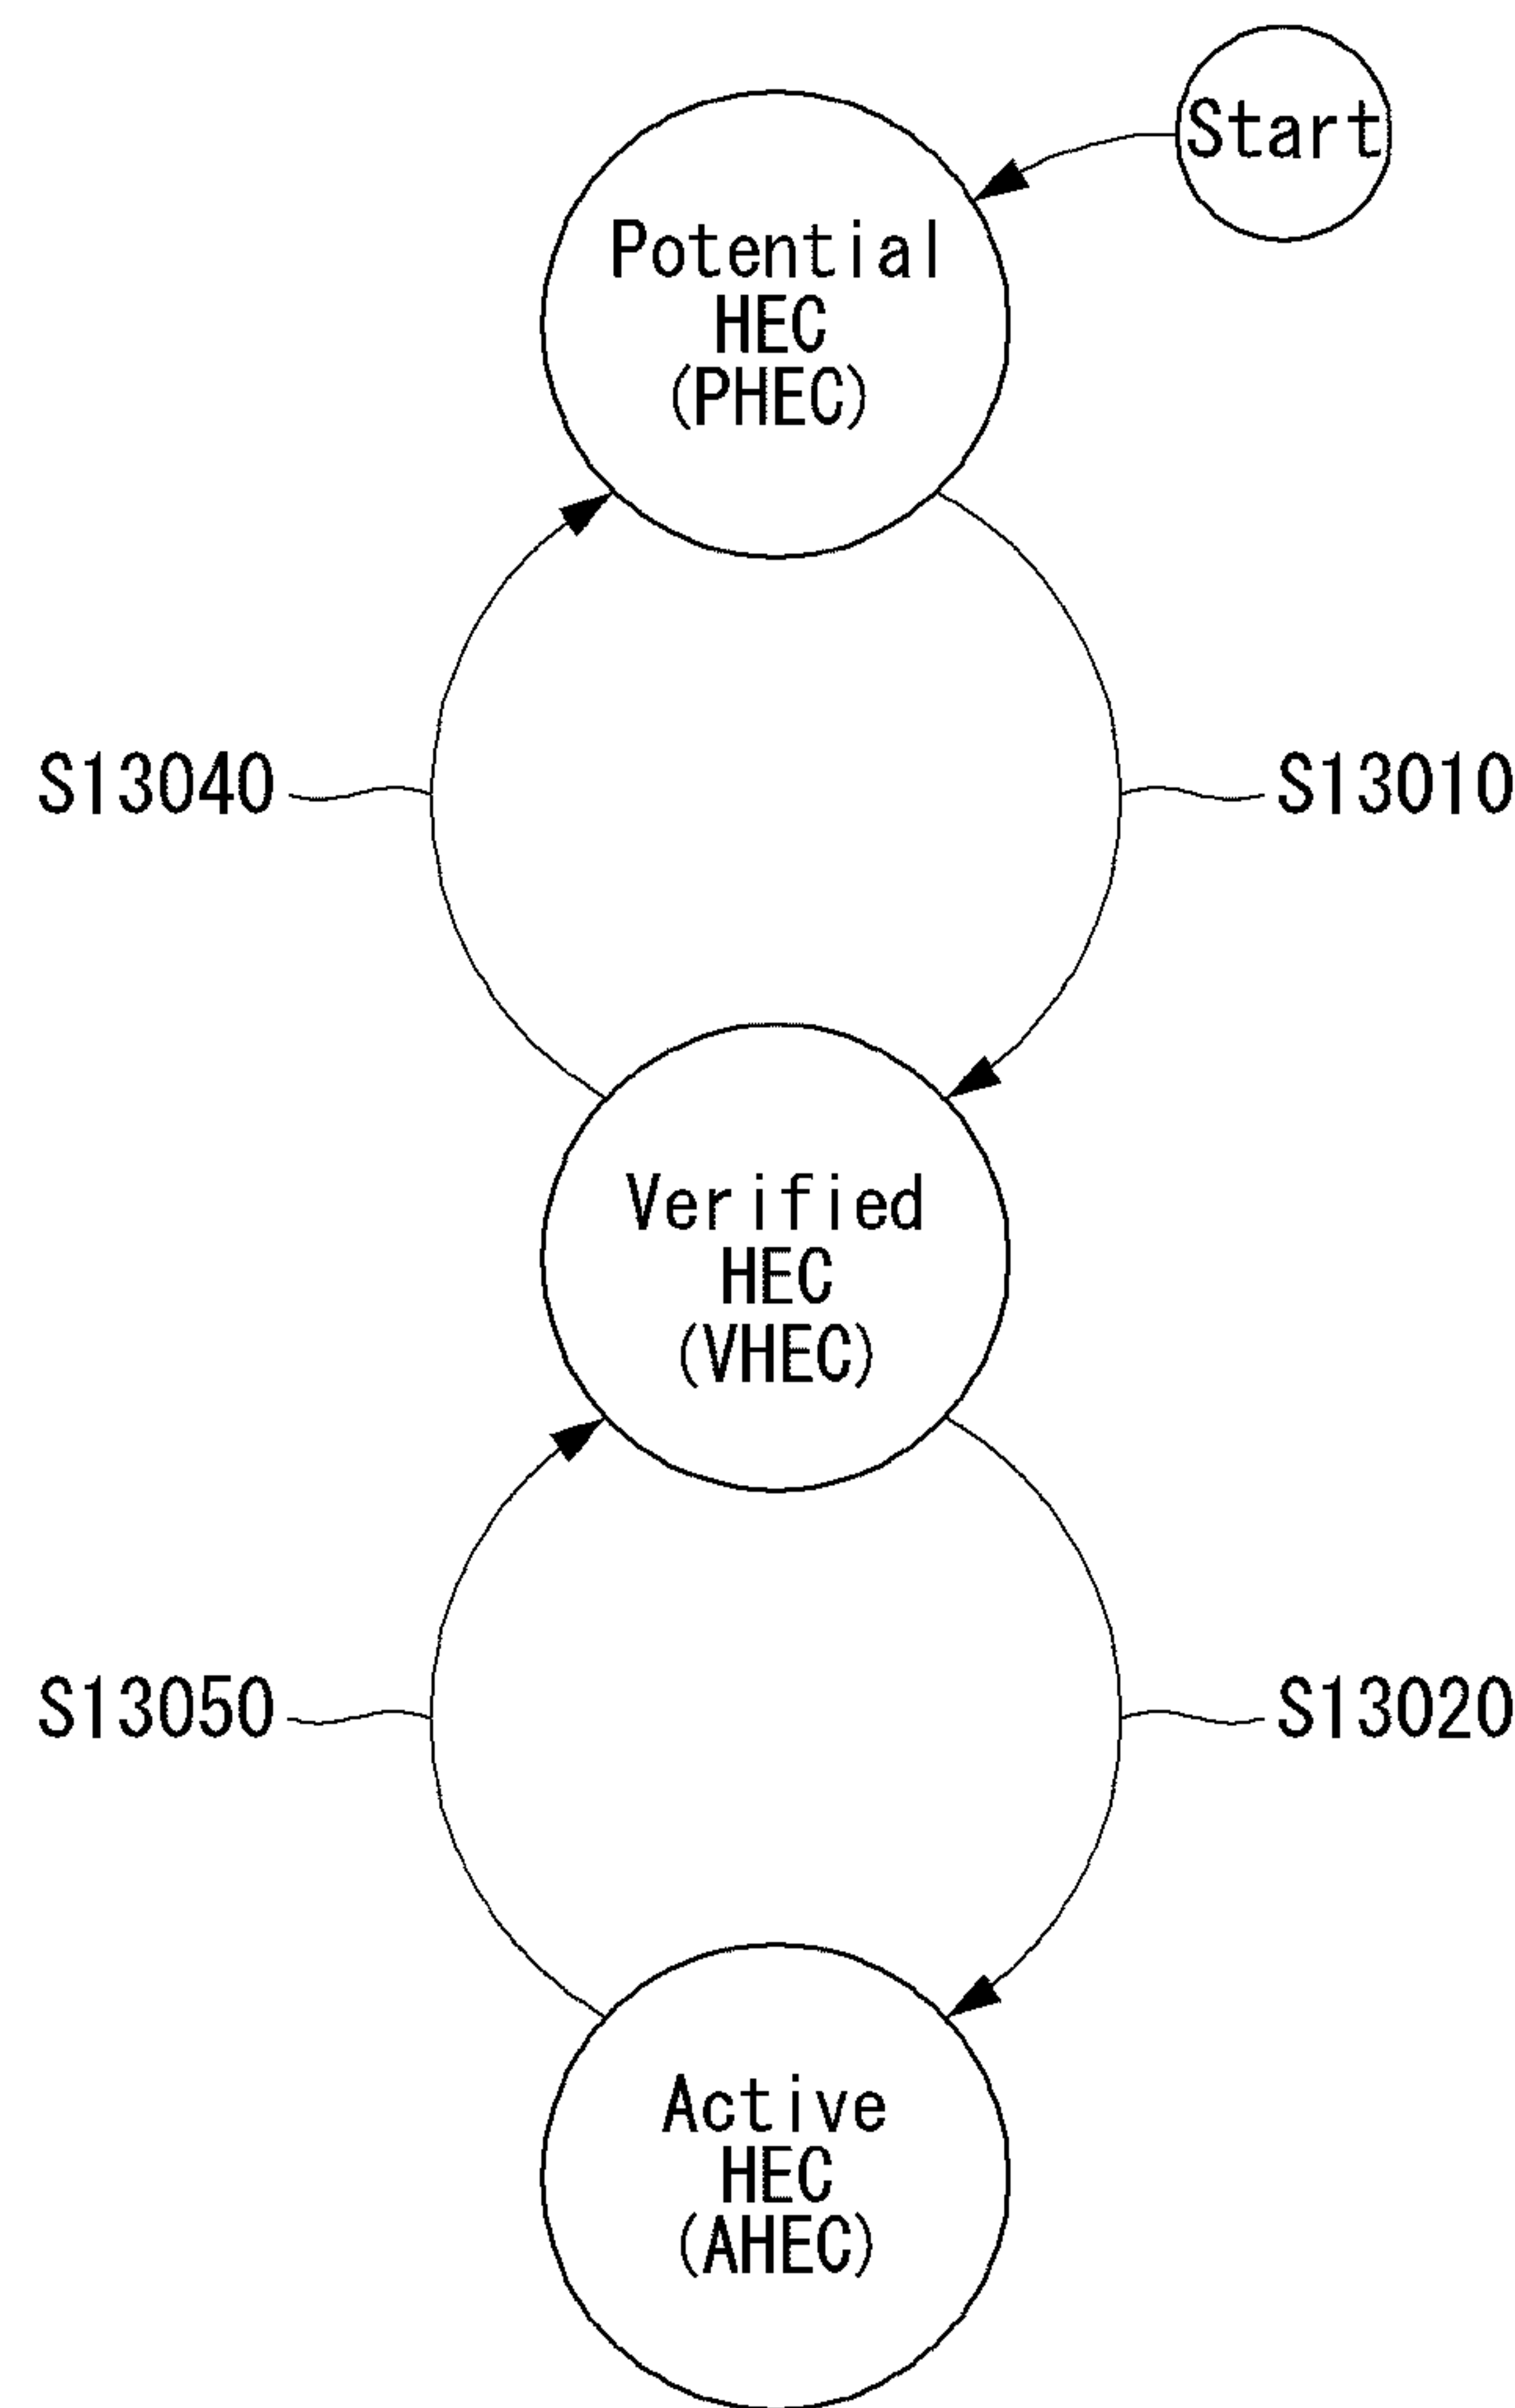 Start
Potential
HEC
(PHEC)
S13040
S13010
Verified
HEC
(VHEC)
S13050
S13020
Active
HEC
(AHEC)